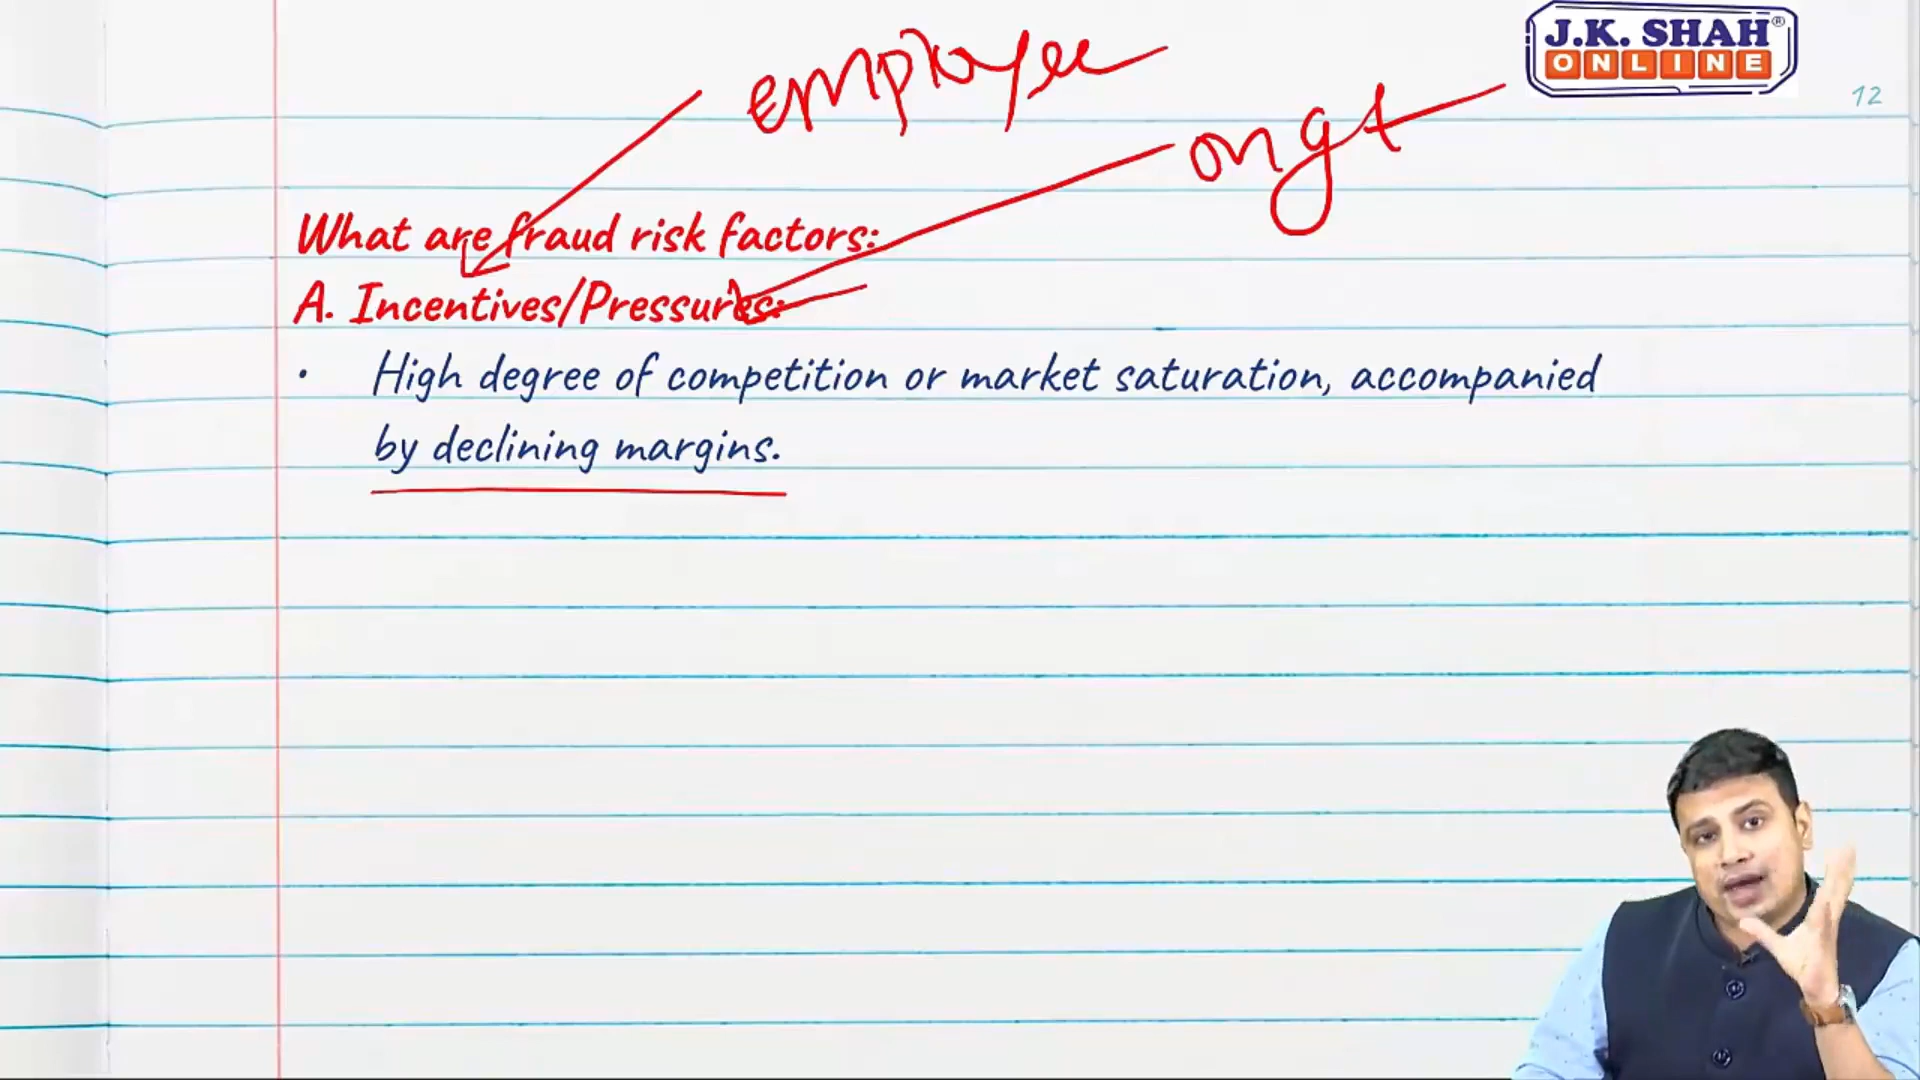 employee
J.K. SHAH®
ONLINE
12
mgt
What are fraud risk factors:
A. Incentives/Pressures:
• High degree of competition or market saturation, accompanied
by declining margins.